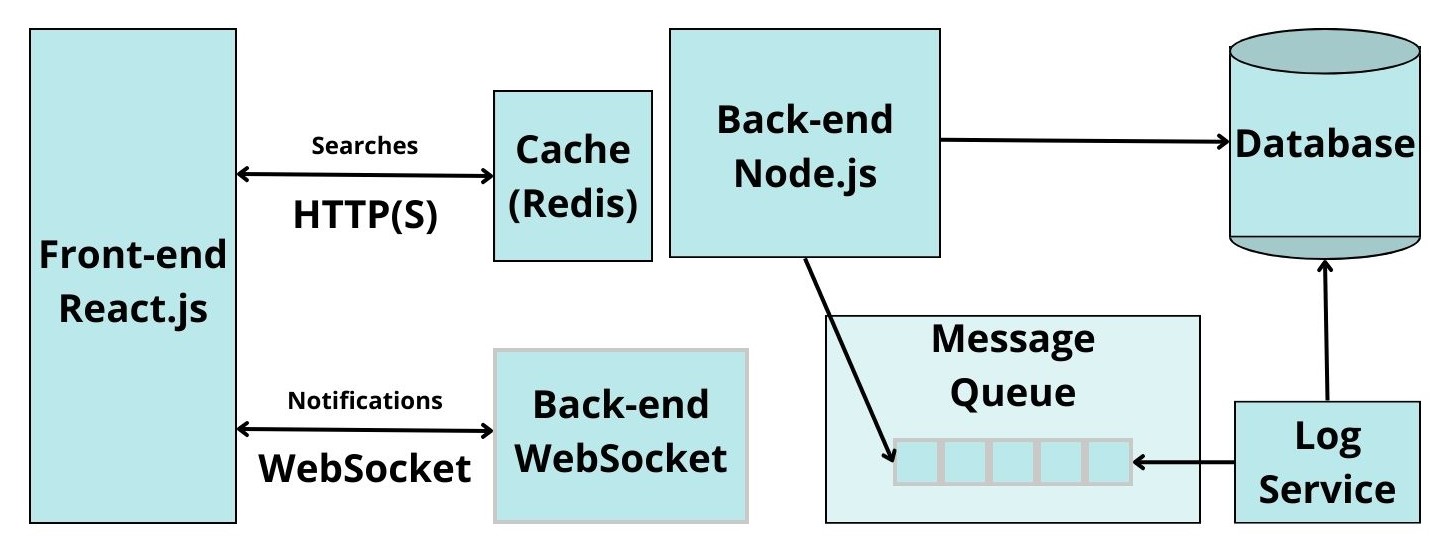 Front-end
React.js
Searches
HTTP(S)
Notifications
WebSocket
Cache
(Redis)
Back-end
WebSocket
Back-end
Node.js
Message
Queue
Database
Log
Service